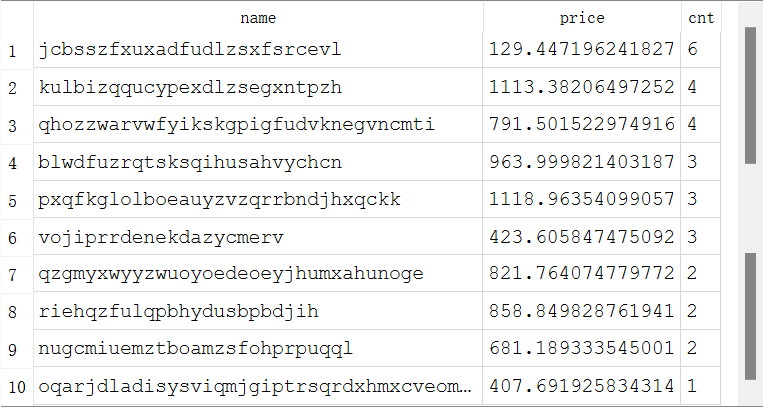 name price cnt
1 jcbsszfxuxadfudlzsxfsrcevl 129.447196241827 6
2 kulbizqqucypexdlzsegxntpzh 1113.38206497252 4
3 qhozzwarvwfyikskgpigfudvknegvncmti 791.501522974916 4
4 blwdfuzrqtsksqihusahvychcn 963.999821403187 3
5 pxqfkglolboeauyzvzqrrbndjhxqckk 1118.96354099057 3
6 vojiprrdenekdazycmerv 423.605847475092 3
7 qzgmyxwyyzwuoyoedeoeyjhumxahunoge 821.764074779772 2
8 riehqzfulqpbhydusbpbdjih 858.849828761941 2
9 nugcmiuemztboamzsfohprpuqql 681.189333545001 2
10 oqarjdladisysviqmjgiptrsqrdxhmxcveom... 407.691925834314 1